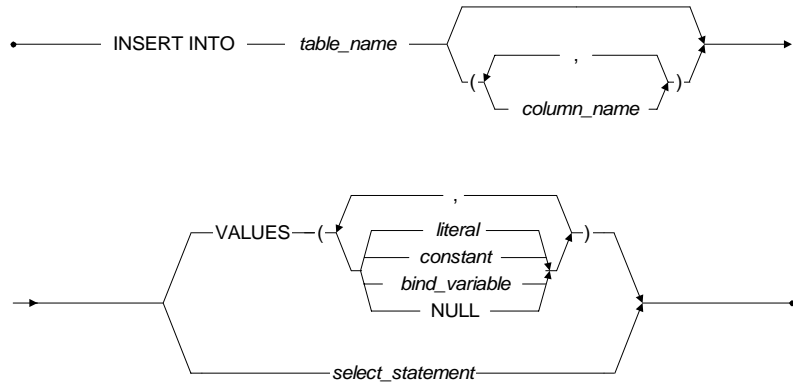 INSERT INTO table_name
,
( )
column_name
,
VALUES ( literal )
constant
bind_variable
NULL
select_statement